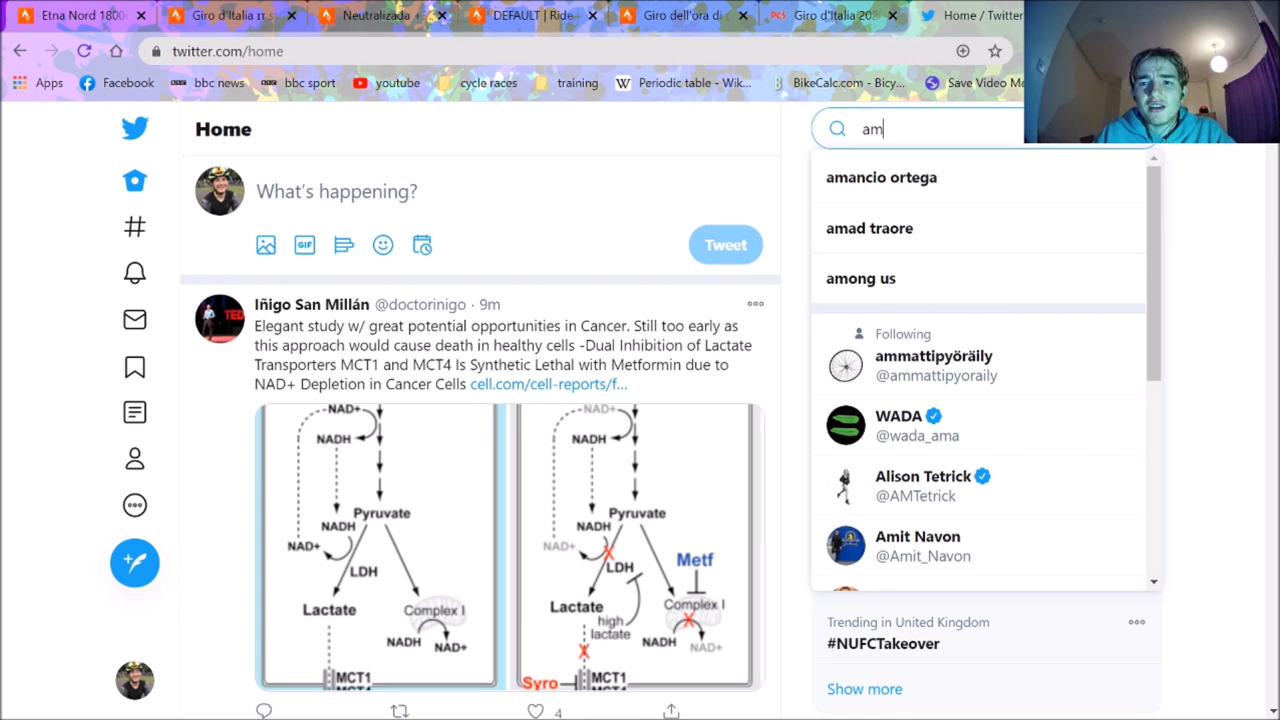 Etna Nord 1800
Giro d'Italia
Neutralizada
DEFAULT | Ride
Giro dell'ora di
Giro d'Italia 202
Home / Twitter
twitter.com/home
Apps
Facebook
bbc news
bbc sport
youtube
cycle races
training
Periodic table - Wik...
BikeCalc.com - Bicy...
Save Video Me
Home
What's happening?
GIF
Tweet
Iñigo San Millán @doctorinigo · 9m
Elegant study w/ great potential opportunities in Cancer. Still too early as
this approach would cause death in healthy cells -Dual Inhibition of Lactate
Transporters MCT1 and MCT4 Is Synthetic Lethal with Metformin due to
NAD+ Depletion in Cancer Cells cell.com/cell-reports/f...
NAD+
NADH
Pyruvate
NADH
NAD+
LDH
Lactate
Complex I
NADH
NAD+
MCT1
NAD+
NADH
Pyruvate
NADH
NAD+
LDH
Metf
Lactate
high
lactate
Complex I
NADH
NAD+
Syro
MCT1
4
am
amancio ortega
amad traore
among us
Following
ammattipyöräily
@ammattipyoraily
WADA
@wada_ama
Alison Tetrick
@AMTetrick
Amit Navon
@Amit_Navon
Trending in United Kingdom
#NUFCTakeover
Show more